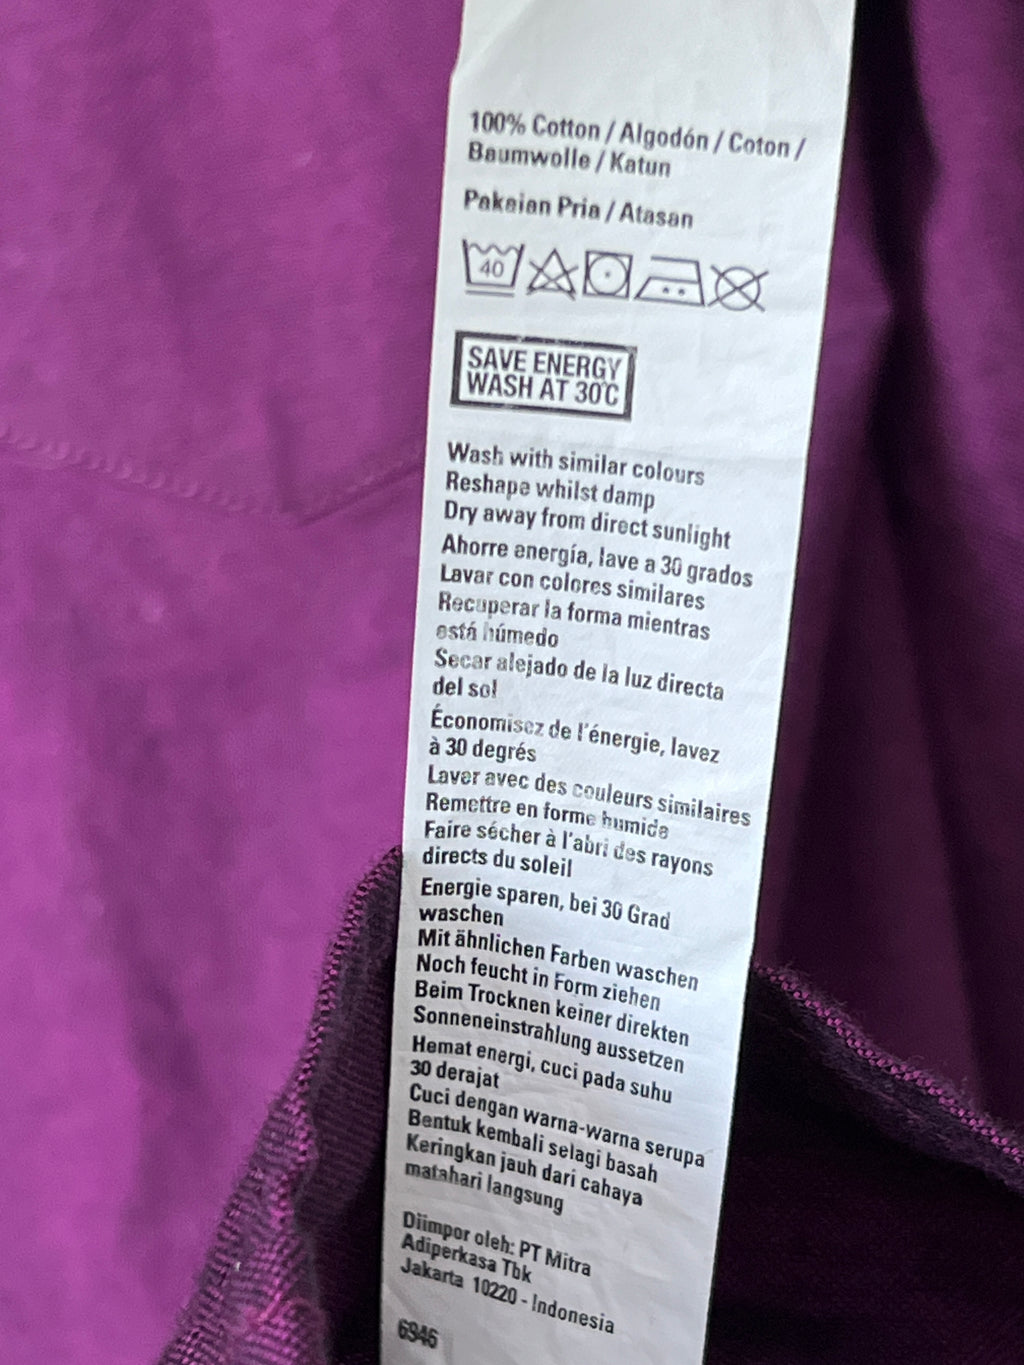 100% Cotton / Algodón / Coton /
Baumwolle / Katun
Pakaian Pria / Atasan
40
SAVE ENERGY
WASH AT 30°C
Wash with similar colours
Reshape whilst damp
Dry away from direct sunlight
Ahorre energía, lave a 30 grados
Lavar con colores similares
Recuperar la forma mientras
está húmedo
Secar alejado de la luz directa
del sol
Économisez de l'énergie, lavez
à 30 degrés
Laver avec des couleurs similaires
Remettre en forme humide
Faire sécher à l'abri des rayons
directs du soleil
Energie sparen, bei 30 Grad
waschen
Mit ähnlichen Farben waschen
Noch feucht in Form ziehen
Beim Trocknen keiner direkten
Sonneneinstrahlung aussetzen
Hemat energi, cuci pada suhu
30 derajat
Cuci dengan warna-warna serupa
Bentuk kembali selagi basah
Keringkan jauh dari cahaya
matahari langsung
Diimpor oleh: PT Mitra
Adiperkasa Tbk
Jakarta 10220 - Indonesia
6946